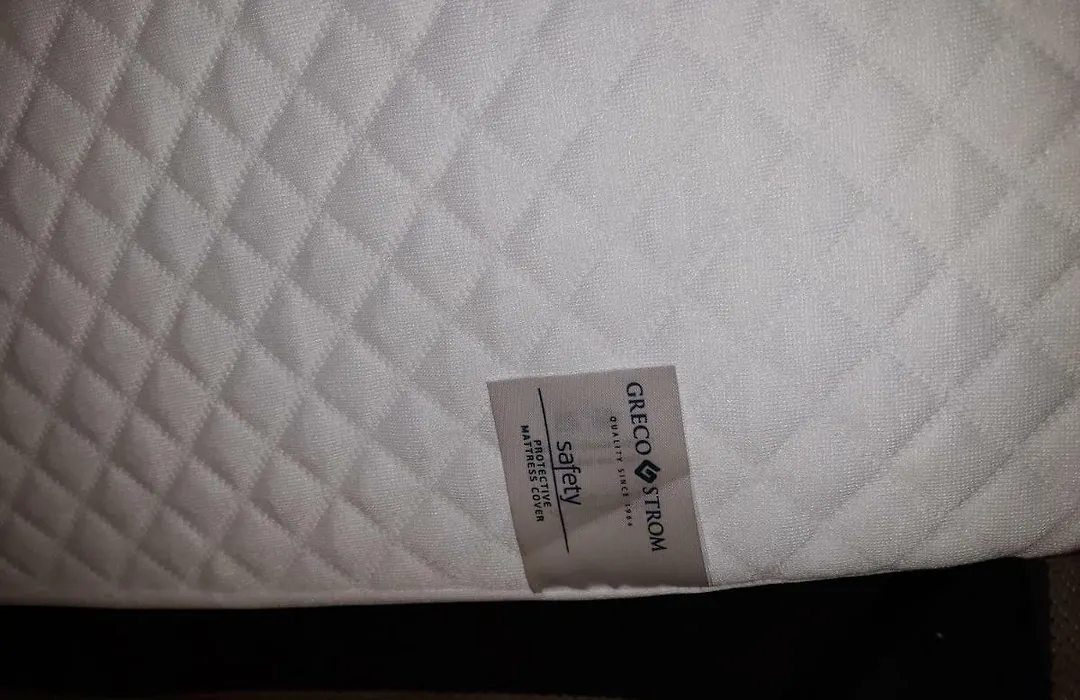 GRECO STROM
QUALITY SINCE 1964
safety
PROTECTIVE
MATTRESS COVER